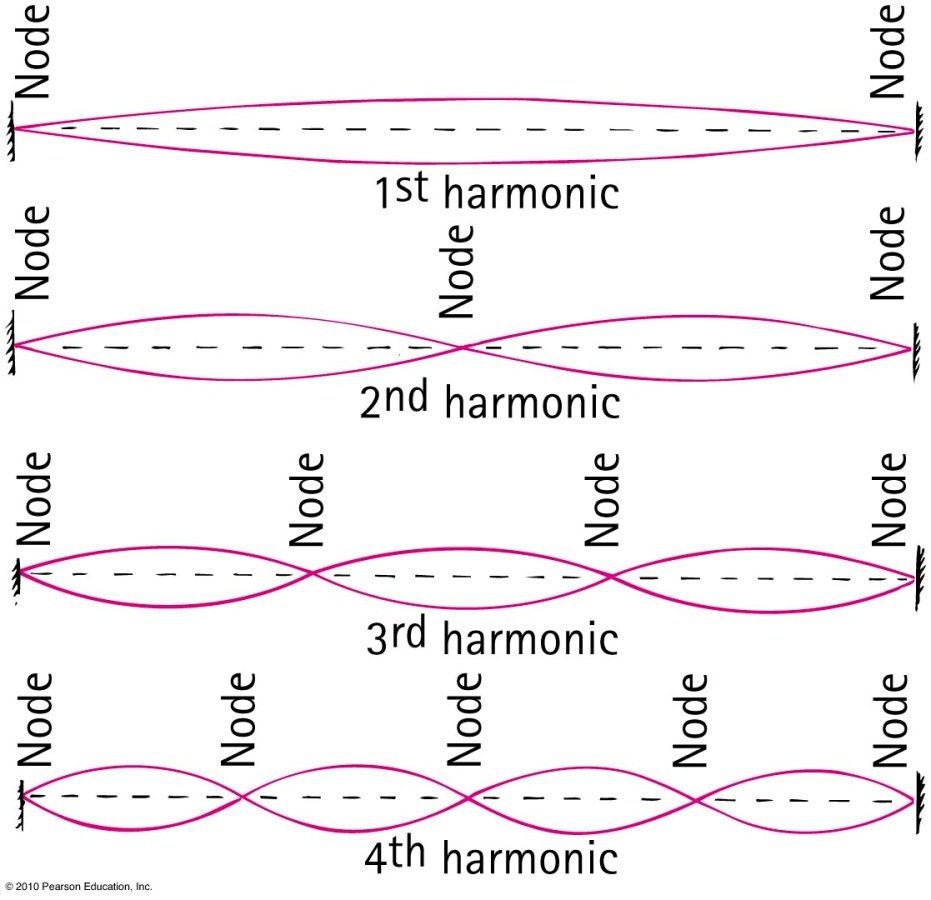 Node Node
1st harmonic
Node Node Node
2nd harmonic
Node Node Node Node
3rd harmonic
Node Node Node Node Node
4th harmonic
© 2010 Pearson Education, Inc.